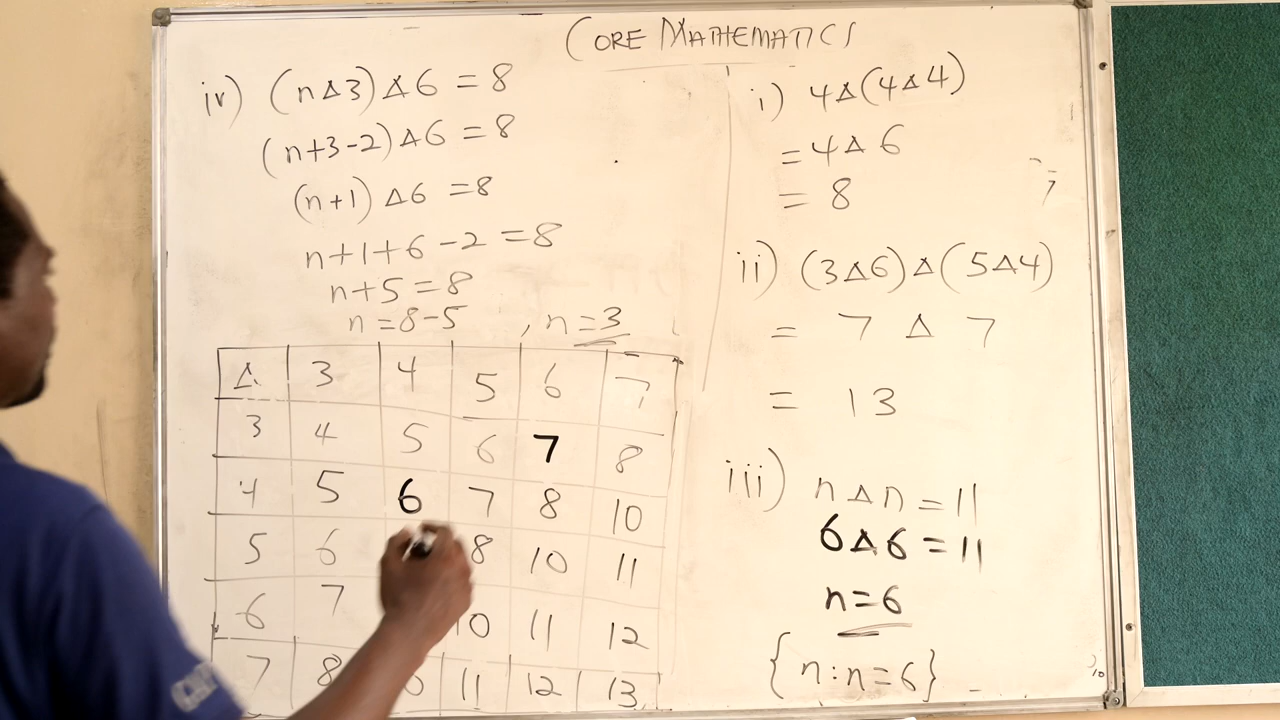 CORE MATHEMATICS
iv) (n∆3)∆6 = 8
(n+3-2)∆6 = 8
(n+1) ∆6 = 8
n+1+6-2 = 8
n+5 = 8
n = 8-5 , n = 3
∆ 3 4 5 6 7
3 4 5 6 7 8
4 5 6 7 8 10
5 6 8 10 11
6 7 10 11 12
7 8 11 12 13
i) 4∆(4∆4)
= 4∆6
= 8
ii) (3∆6)∆(5∆4)
= 7 ∆ 7
= 13
iii) n∆n = 11
6∆6 = 11
n=6
{n:n=6}